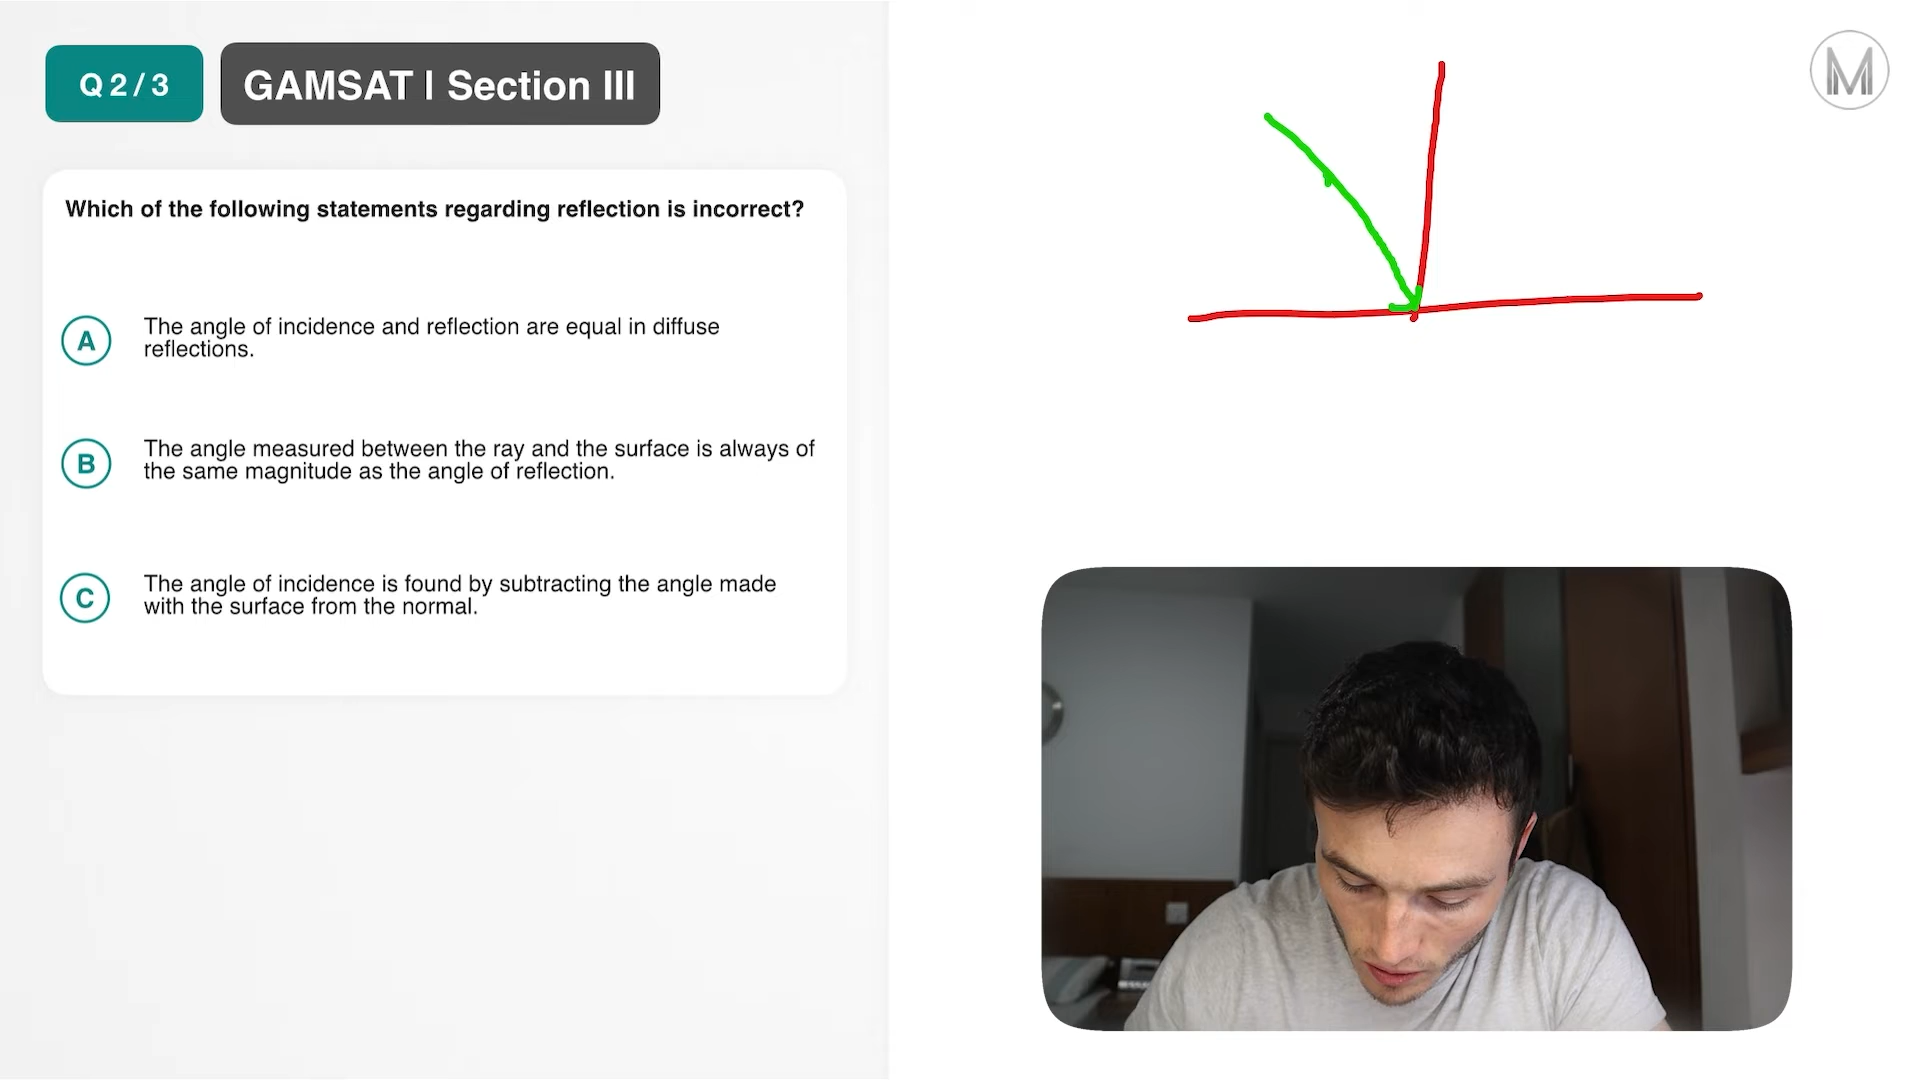 Q 2 / 3
GAMSAT | Section III
Which of the following statements regarding reflection is incorrect?
A
The angle of incidence and reflection are equal in diffuse
reflections.
B
The angle measured between the ray and the surface is always of
the same magnitude as the angle of reflection.
C
The angle of incidence is found by subtracting the angle made
with the surface from the normal.
M